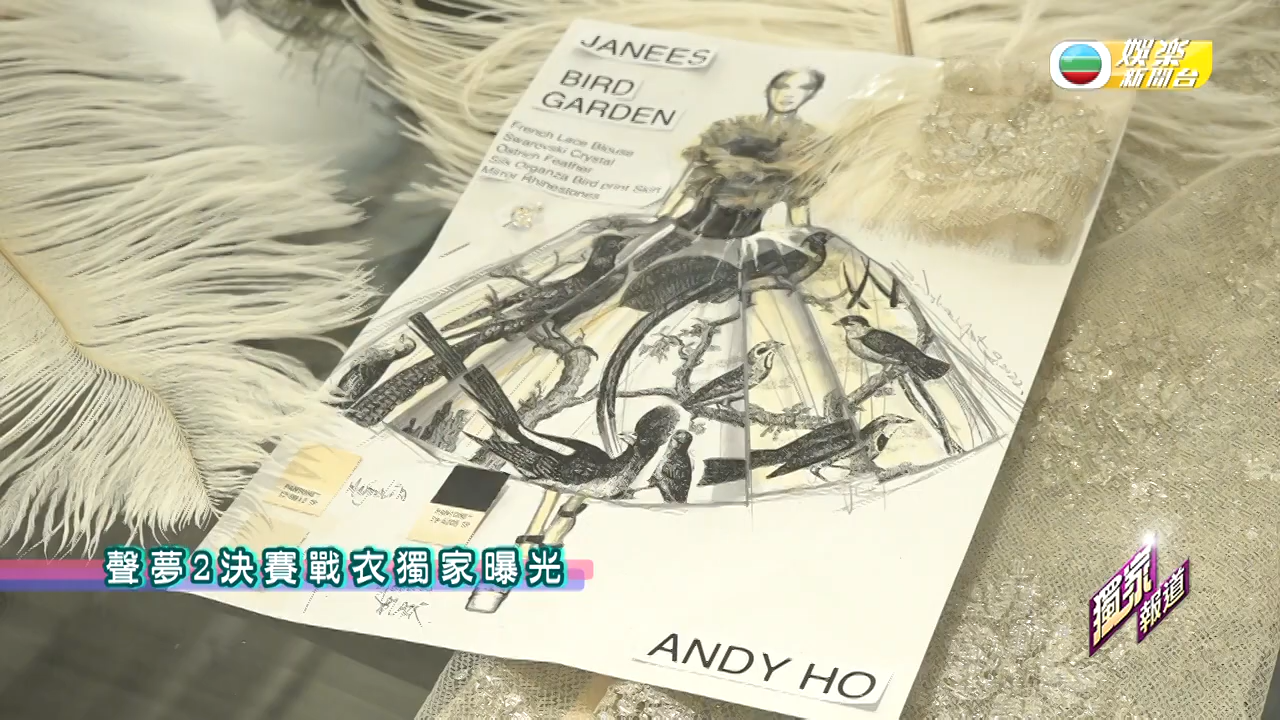 JANEES
BIRD
GARDEN
French Lace Blouse
Swarovski Crystal
Ostrich Feather
Silk Organza Bird print Skirt
Mirror Rhinestones
娛樂
新聞台
PANTONE
PANTONE
聲夢2決賽戰衣獨家曝光
獨家
報道
ANDY HO